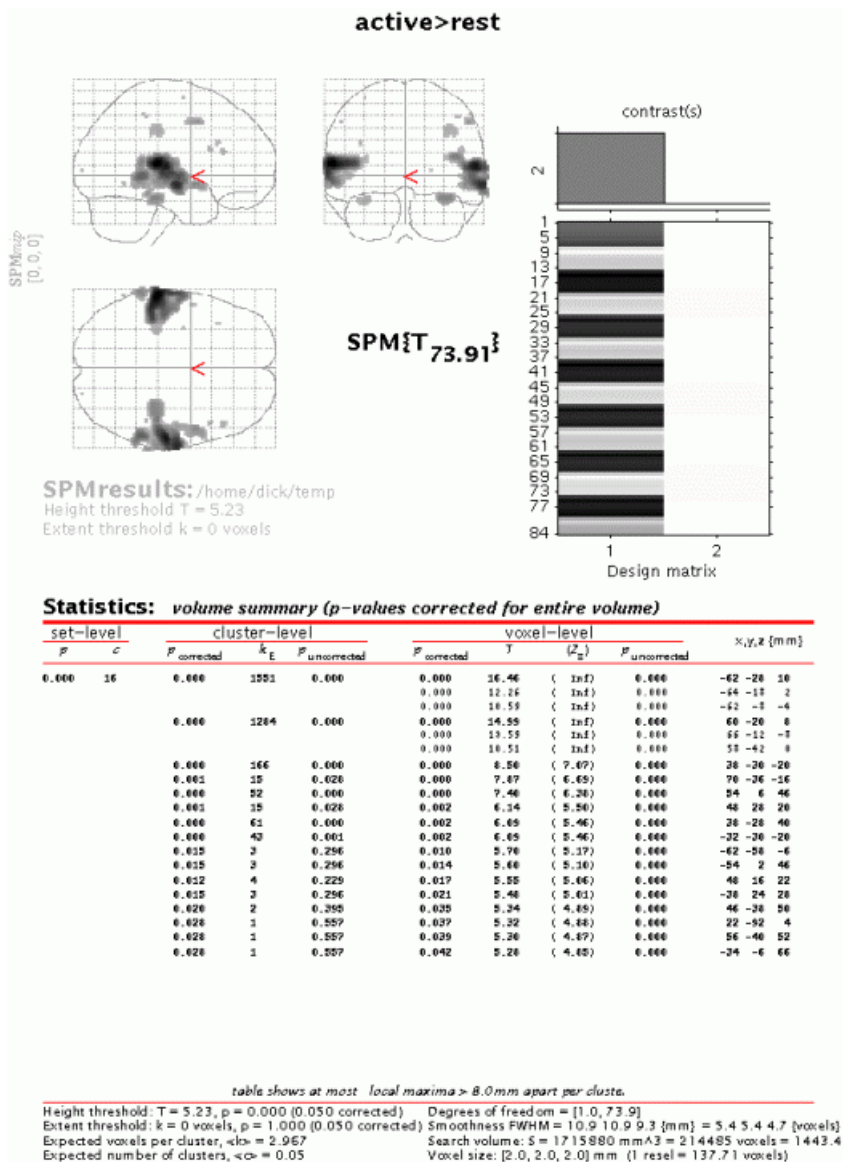 active>rest
contrast(s)
2
SPMmip
[0, 0, 0]
<
<
<
SPM{T73.91}
1
5
9
13
17
21
25
29
33
37
41
45
49
53
57
61
65
69
73
77
84
1 2
Design matrix
SPMresults: /home/dick/temp
Height threshold T = 5.23
Extent threshold k = 0 voxels
Statistics: volume summary (p-values corrected for entire volume)
set-level cluster-level voxel-level x,y,z {mm}
p c p corrected k E p uncorrected p corrected T (Z≡) p uncorrected
0.000 16 0.000 1551 0.000 0.000 16.46 ( Inf) 0.000 -62 -28 10
0.000 12.26 ( Inf) 0.000 -64 -18 2
0.000 10.59 ( Inf) 0.000 -62 -8 -4
0.000 1284 0.000 0.000 14.99 ( Inf) 0.000 60 -20 8
0.000 13.59 ( Inf) 0.000 66 -12 -8
0.000 10.51 ( Inf) 0.000 58 -42 8
0.000 166 0.000 0.000 8.50 ( 7.07) 0.000 38 -30 -20
0.001 15 0.028 0.000 7.87 ( 6.69) 0.000 70 -36 -16
0.000 52 0.000 0.000 7.40 ( 6.38) 0.000 54 6 46
0.001 15 0.028 0.002 6.14 ( 5.50) 0.000 48 28 20
0.000 61 0.000 0.002 6.09 ( 5.46) 0.000 38 -28 40
0.000 43 0.001 0.002 6.09 ( 5.46) 0.000 -32 -30 -20
0.015 3 0.296 0.010 5.70 ( 5.17) 0.000 -62 -58 -6
0.015 3 0.296 0.014 5.60 ( 5.10) 0.000 -54 2 46
0.012 4 0.229 0.017 5.55 ( 5.06) 0.000 48 16 22
0.015 3 0.296 0.021 5.48 ( 5.01) 0.000 -38 24 28
0.020 2 0.395 0.035 5.34 ( 4.89) 0.000 46 -38 50
0.028 1 0.557 0.037 5.32 ( 4.88) 0.000 22 -92 4
0.028 1 0.557 0.039 5.30 ( 4.87) 0.000 56 -40 52
0.028 1 0.557 0.042 5.28 ( 4.85) 0.000 -34 -6 66
table shows at most local maxima > 8.0mm apart per cluste.
Height threshold: T = 5.23, p = 0.000 (0.050 corrected) Degrees of freedom = [1.0, 73.9]
Extent threshold: k = 0 voxels, p = 1.000 (0.050 corrected) Smoothness FWHM = 10.9 10.9 9.3 {mm} = 5.4 5.4 4.7 {voxels}
Expected voxels per cluster, <k> = 2.967 Search volume: S = 1715880 mm^3 = 214485 voxels = 1443.4
Expected number of clusters, <c> = 0.05 Voxel size: [2.0, 2.0, 2.0] mm (1 resel = 137.71 voxels)